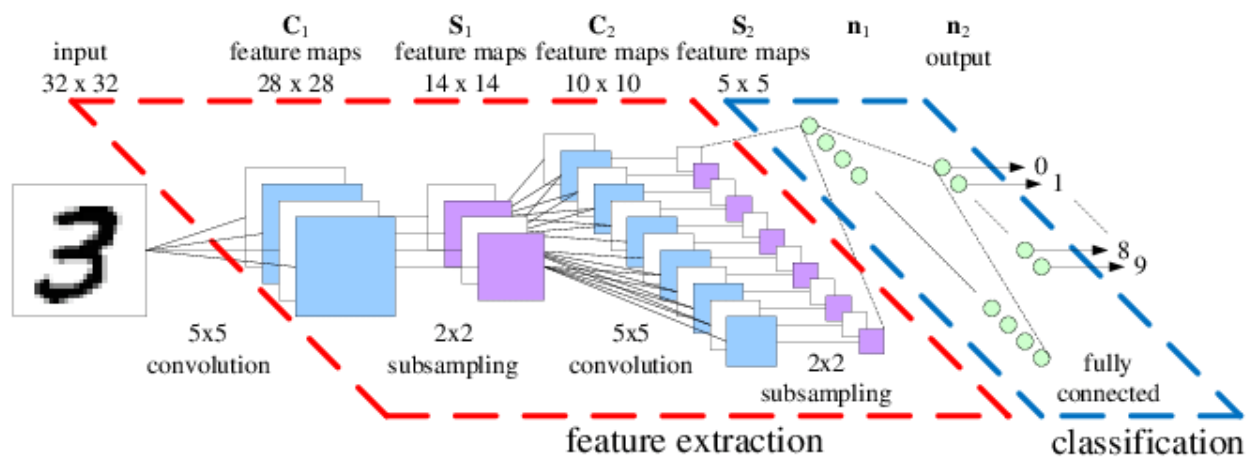 input
32 x 32
C1
feature maps
28 x 28
S1
feature maps
14 x 14
C2
feature maps
10 x 10
S2
feature maps
5 x 5
n1
n2
output
3
0
1
8
9
5x5
convolution
2x2
subsampling
5x5
convolution
2x2
subsampling
fully
connected
feature extraction
classification